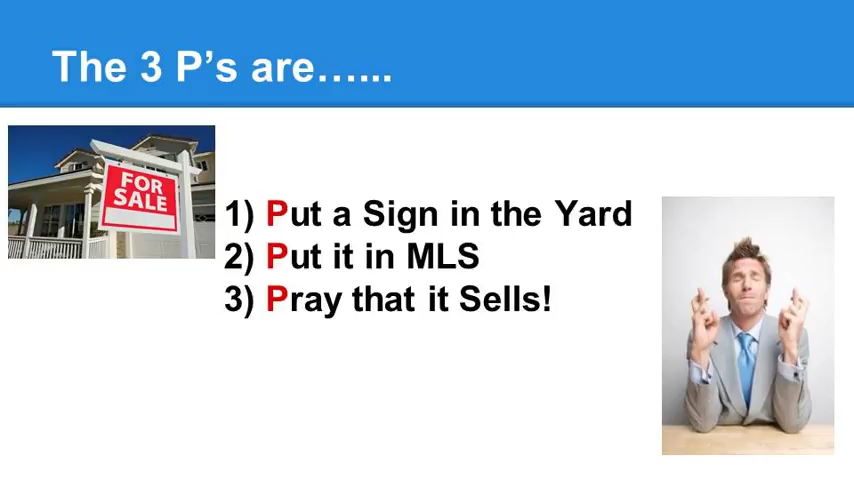 The 3 P’s are…...
FOR
SALE
1) Put a Sign in the Yard
2) Put it in MLS
3) Pray that it Sells!